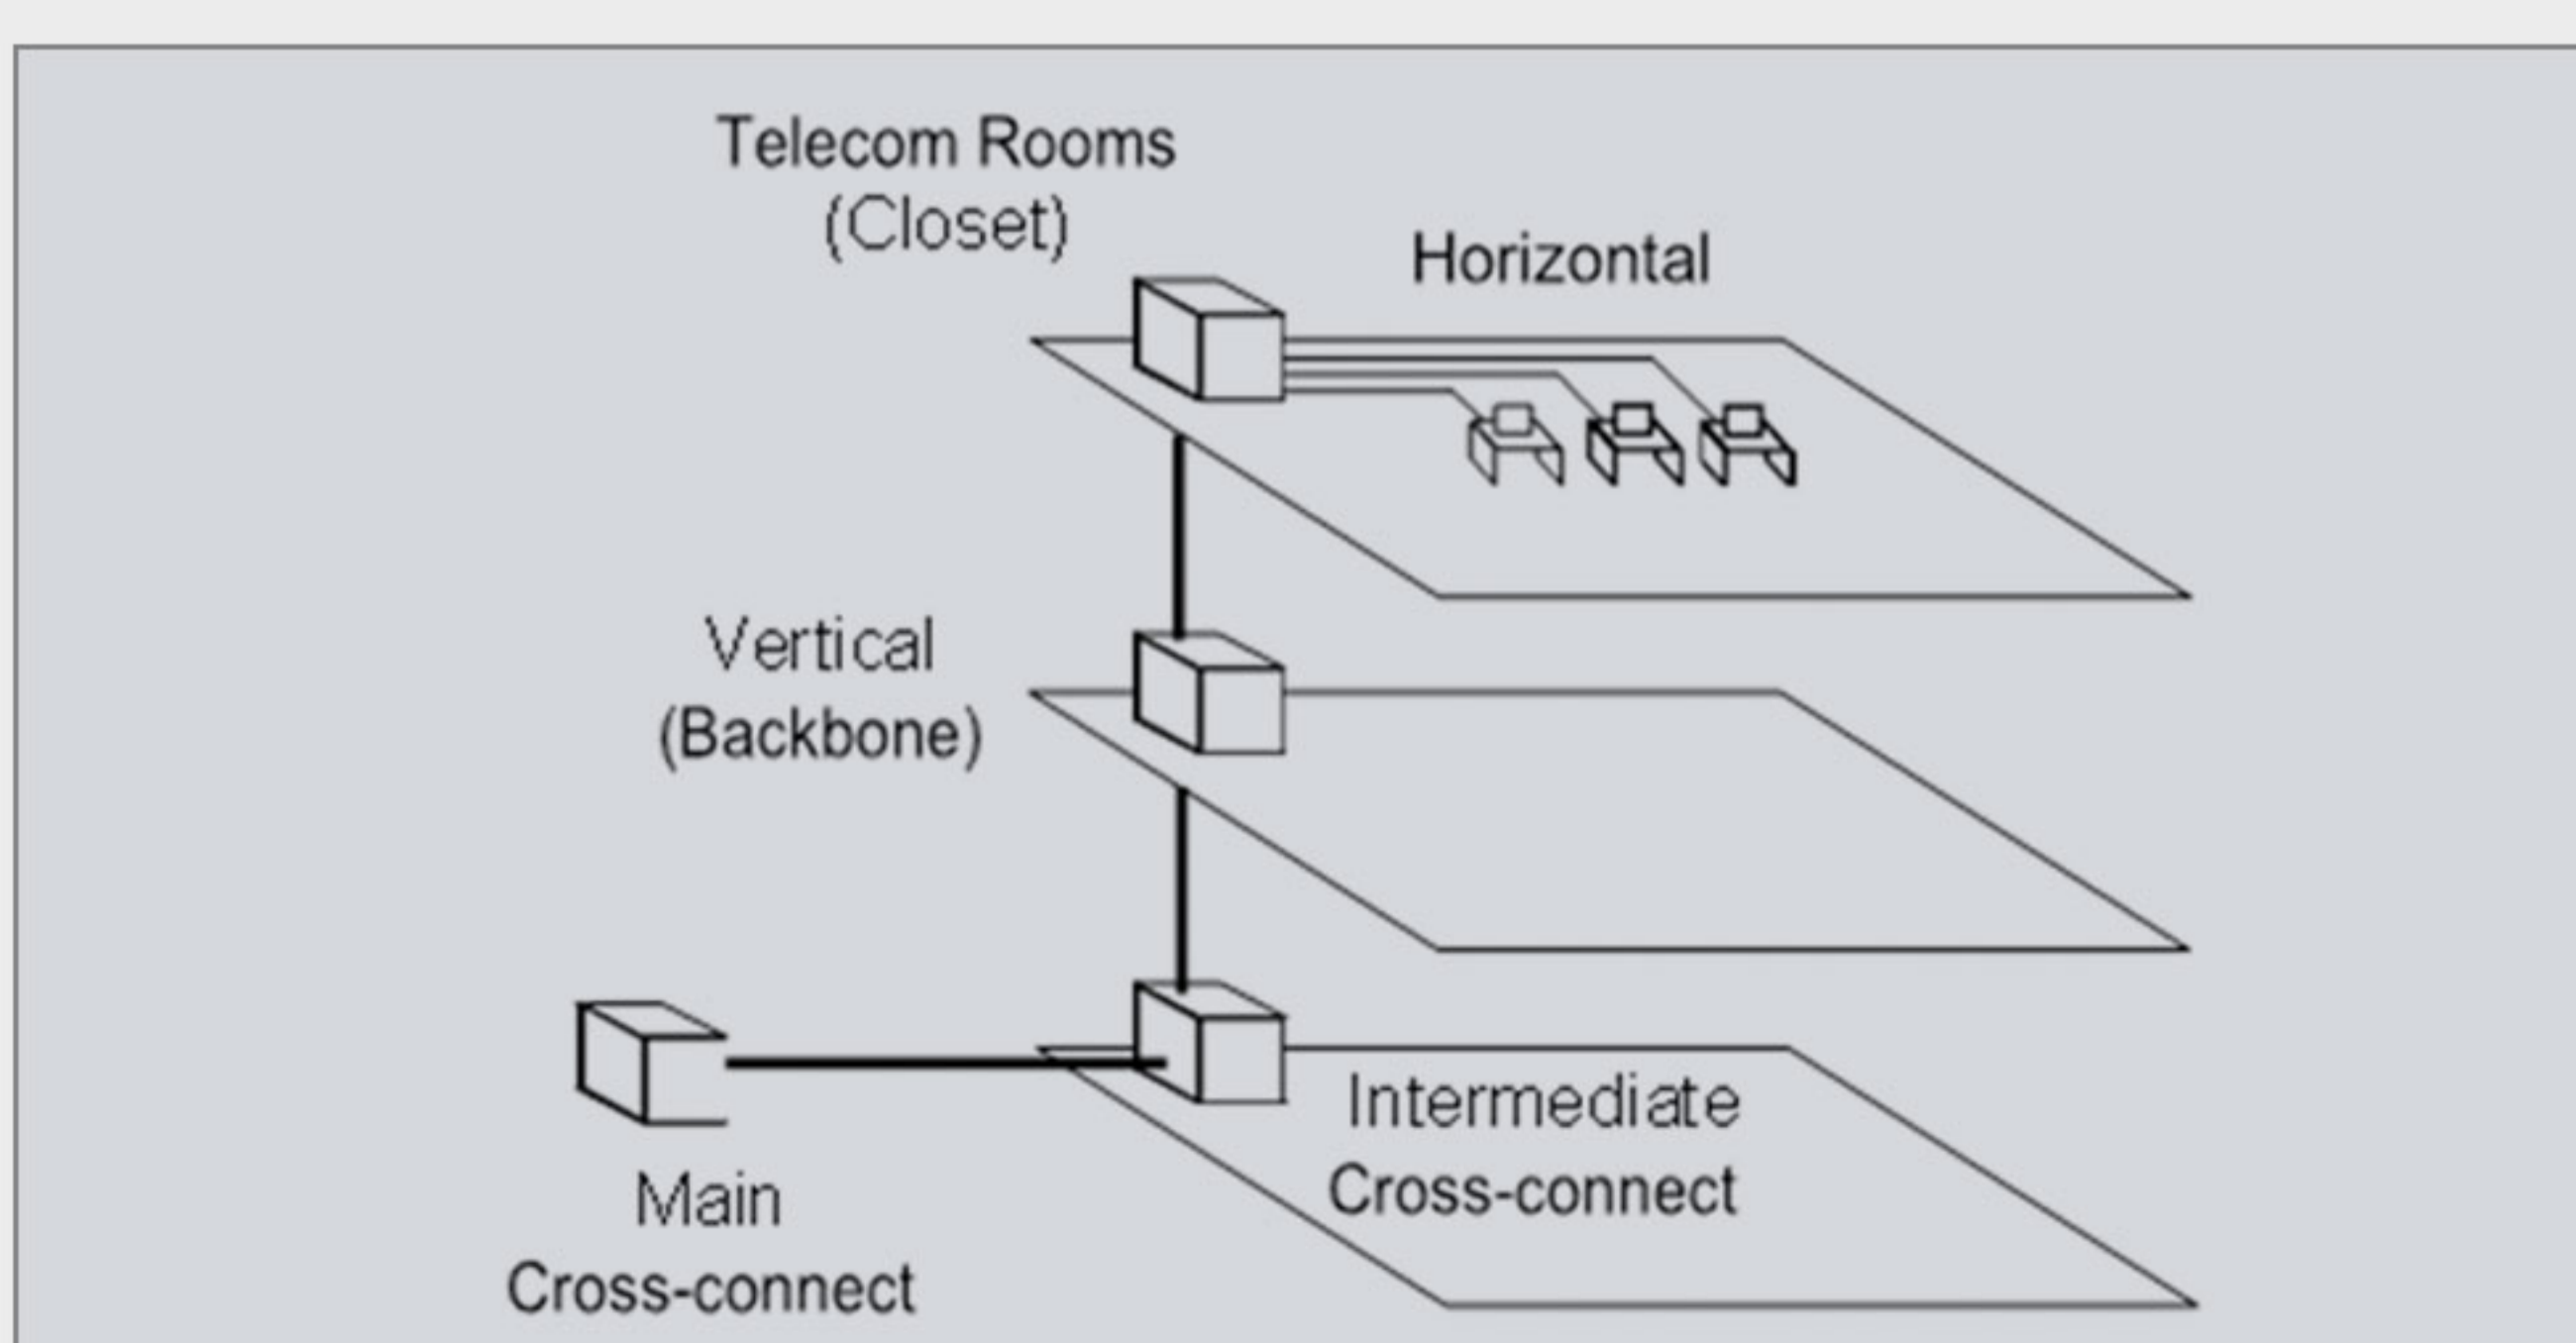 Telecom Rooms
(Closet)
Horizontal
Vertical
(Backbone)
Intermediate
Cross-connect
Main
Cross-connect